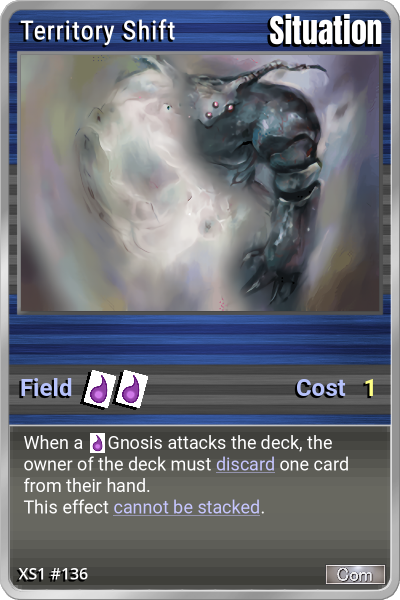 Territory Shift
Situation
Field
Cost 1
When a Gnosis attacks the deck, the
owner of the deck must discard one card
from their hand.
This effect cannot be stacked.
XS1 #136
Com